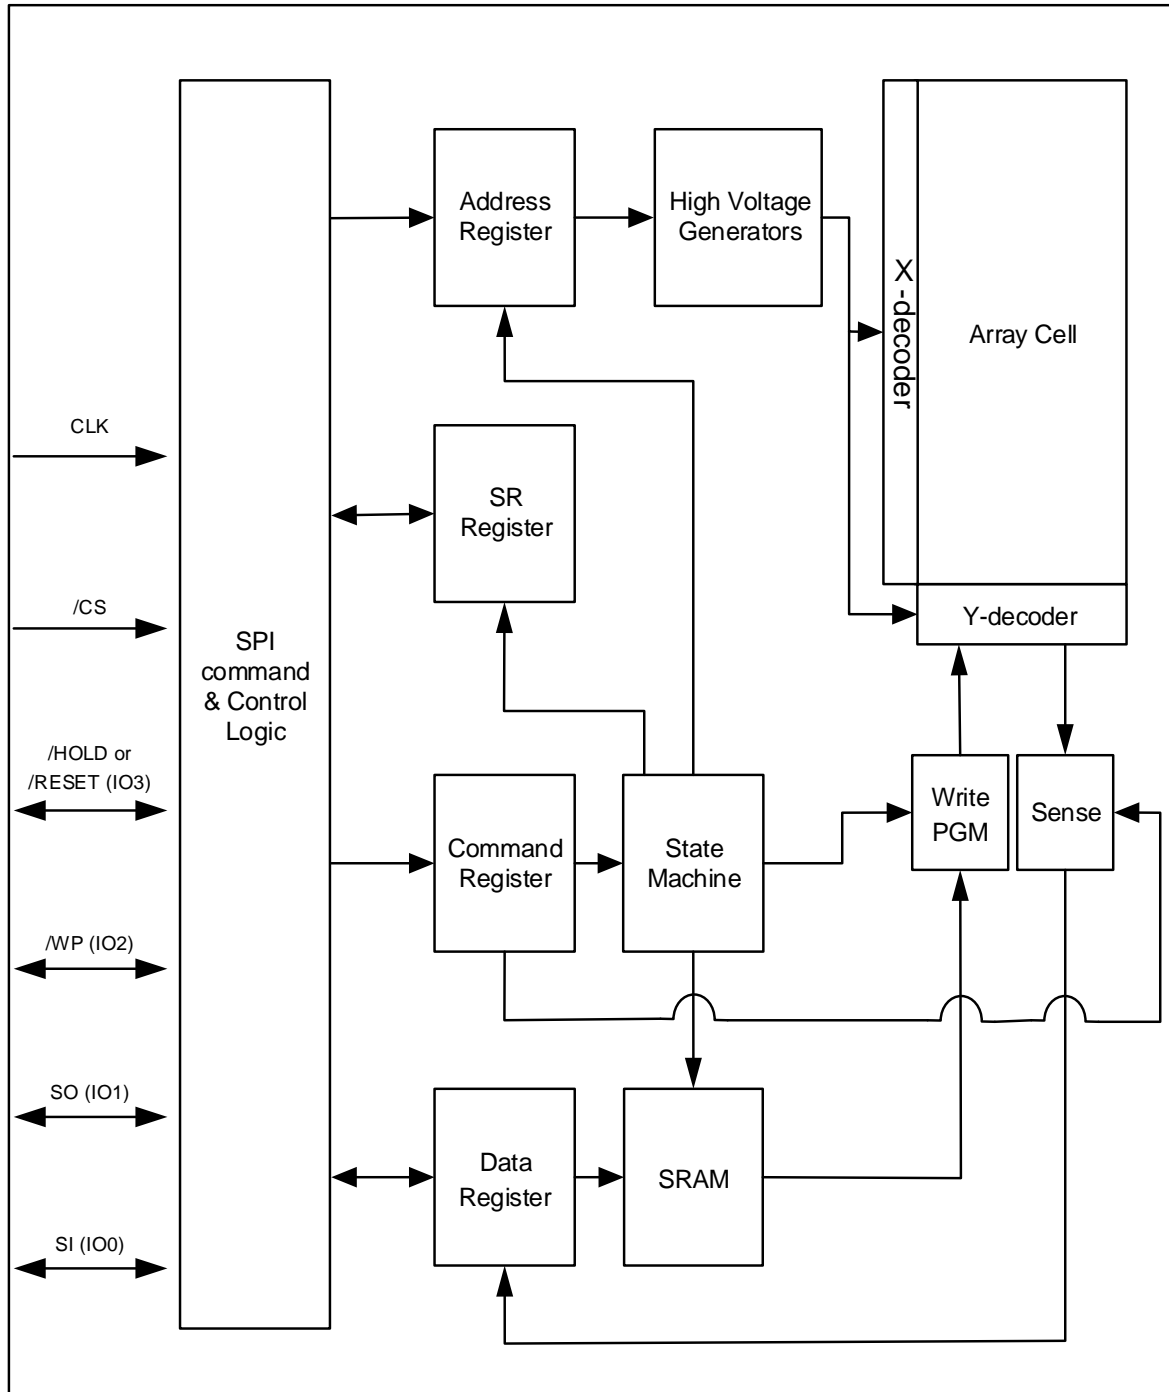 CLK
/CS
/HOLD or
/RESET (IO3)
/WP (IO2)
SO (IO1)
SI (IO0)
SPI
command
& Control
Logic
Address
Register
High Voltage
Generators
X-decoder
Array Cell
SR
Register
Y-decoder
Command
Register
State
Machine
Write
PGM
Sense
Data
Register
SRAM